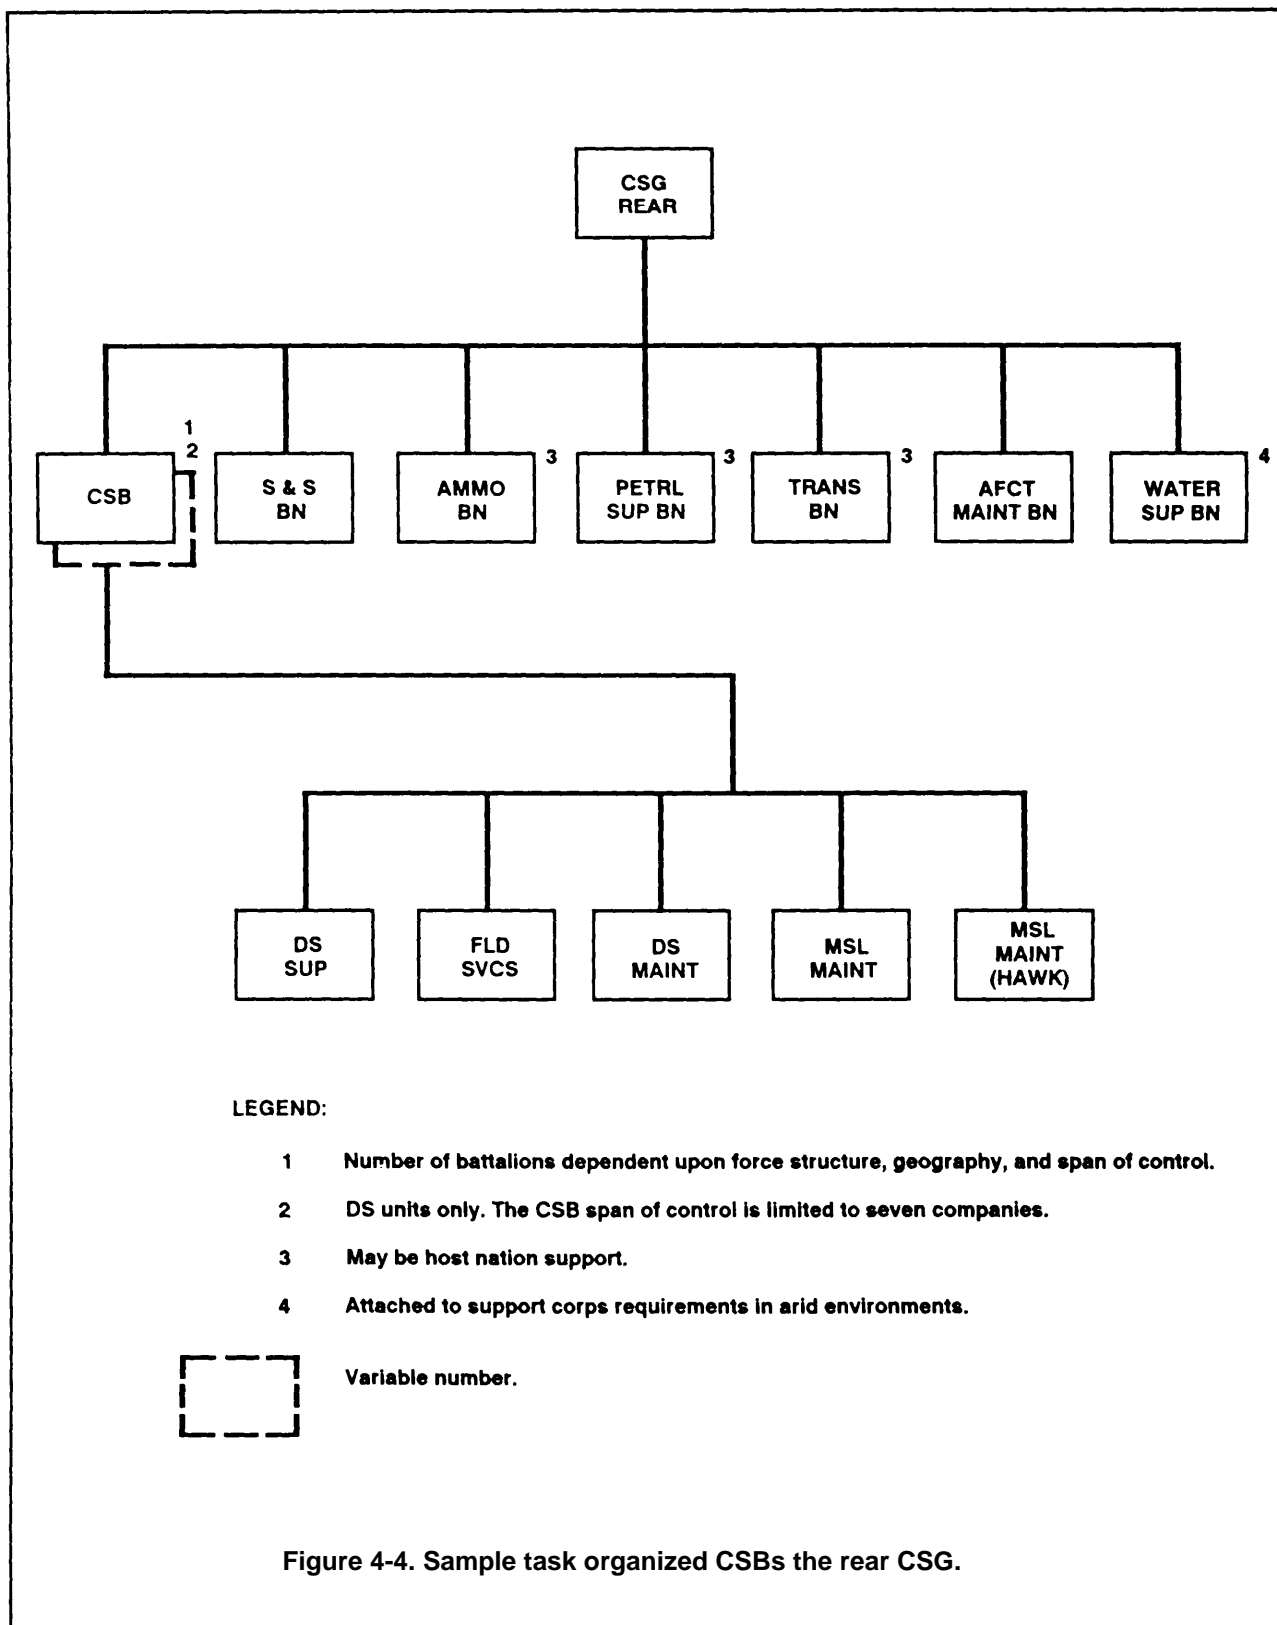 CSG
REAR
1
2
3
3
3
4
CSB
S & S
BN
AMMO
BN
PETRL
SUP BN
TRANS
BN
AFCT
MAINT BN
WATER
SUP BN
DS
SUP
FLD
SVCS
DS
MAINT
MSL
MAINT
MSL
MAINT
(HAWK)
LEGEND:
1 Number of battalions dependent upon force structure, geography, and span of control.
2 DS units only. The CSB span of control is limited to seven companies.
3 May be host nation support.
4 Attached to support corps requirements in arid environments.
Variable number.
Figure 4-4. Sample task organized CSBs the rear CSG.